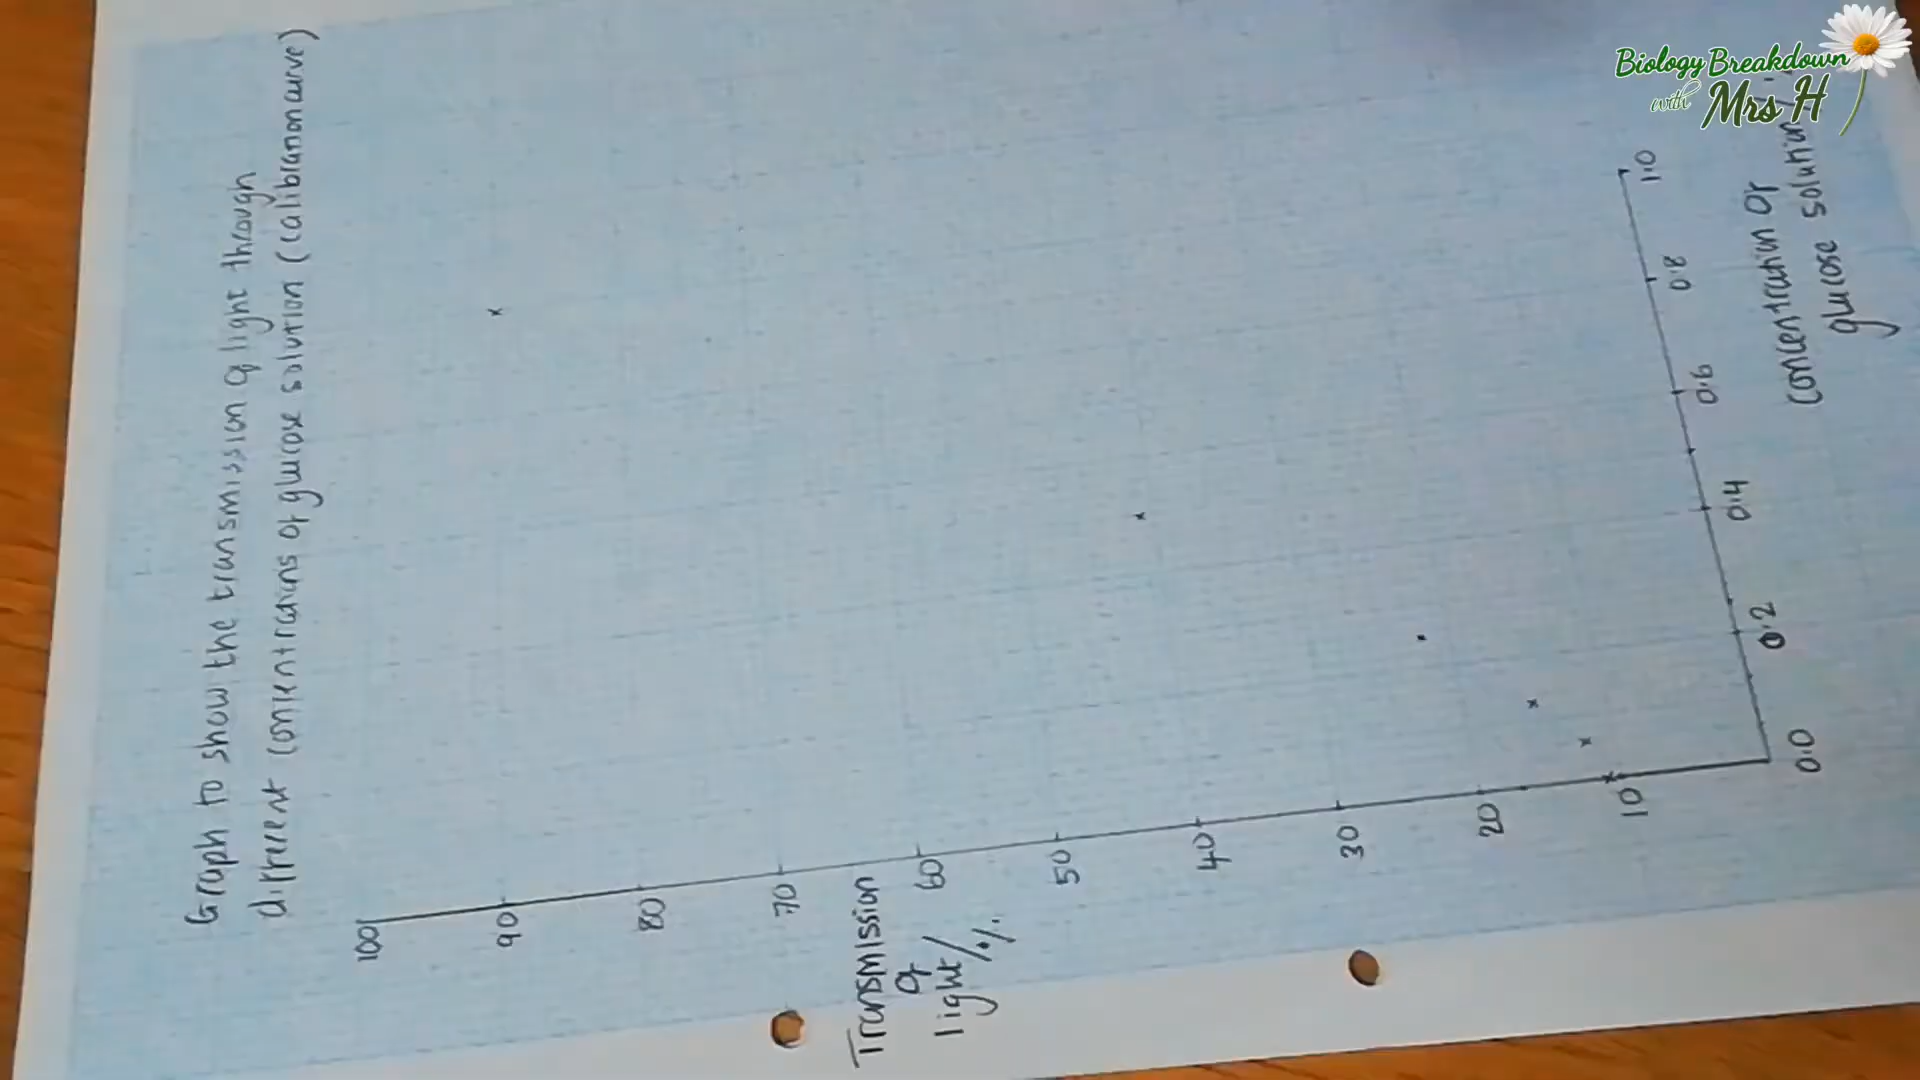 Graph to show the transmission of light through
different concentrations of glucose solution (calibration curve)
100
90
80
70
60
50
40
30
20
10
Transmission
of
light/%
0.0
0.2
0.4
0.6
0.8
1.0
Concentration of
glucose solution /
Biology Breakdown
with Mrs H